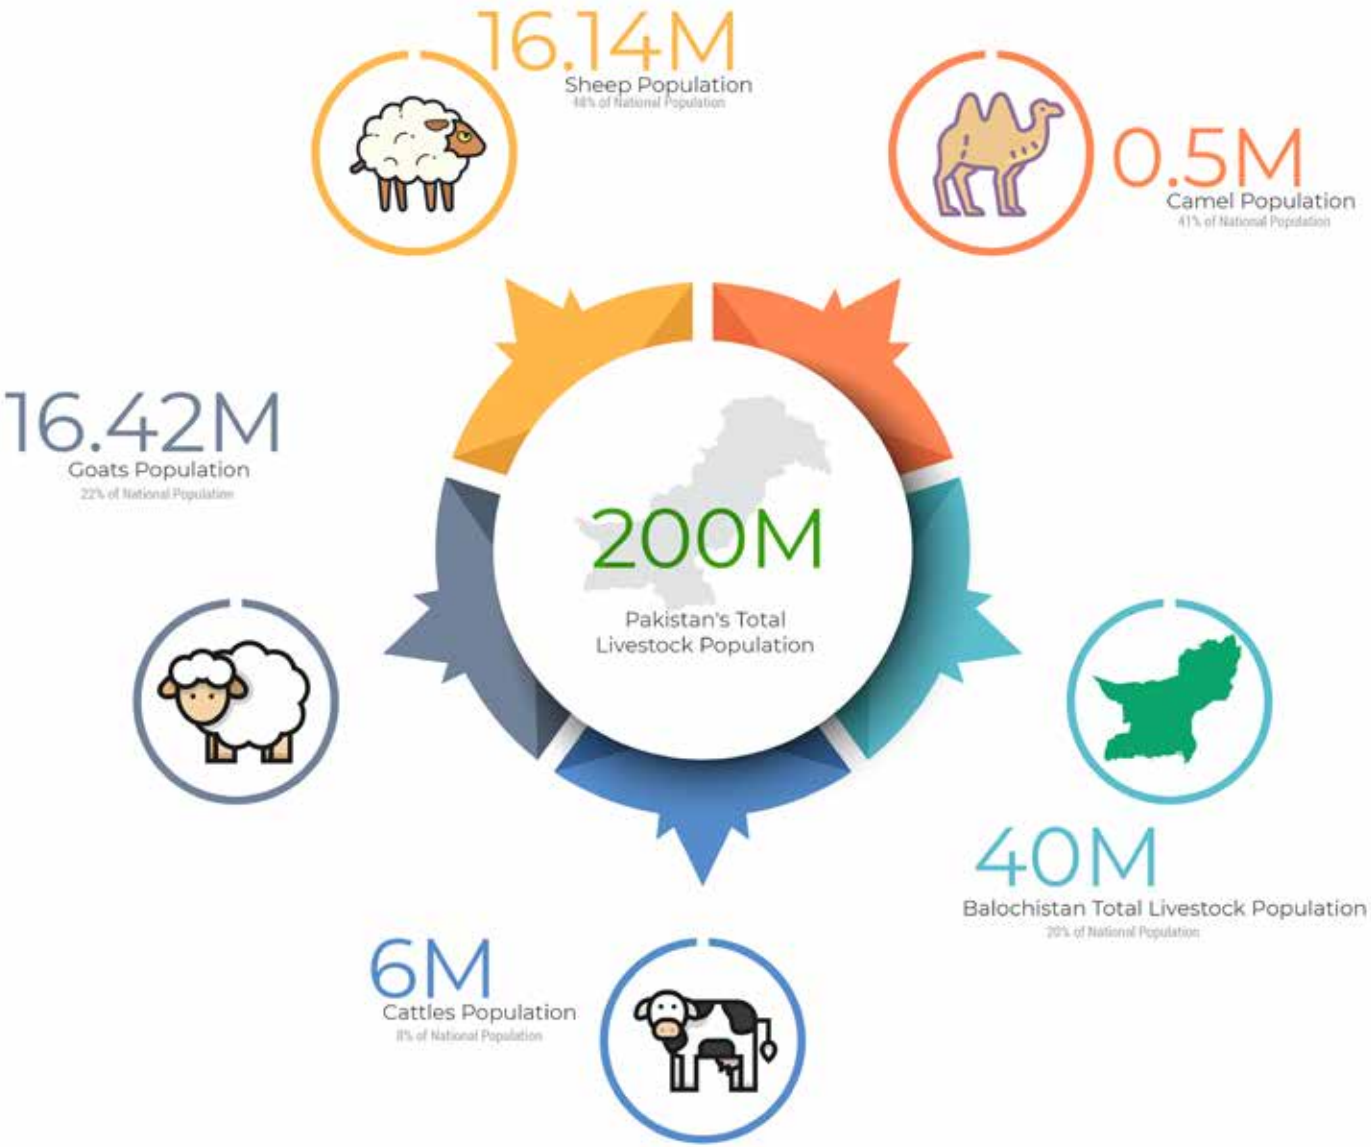 16.14M
Sheep Population
48% of National Population
0.5M
Camel Population
41% of National Population
16.42M
Goats Population
22% of National Population
200M
Pakistan's Total
Livestock Population
40M
Balochistan Total Livestock Population
20% of National Population
6M
Cattles Population
8% of National Population